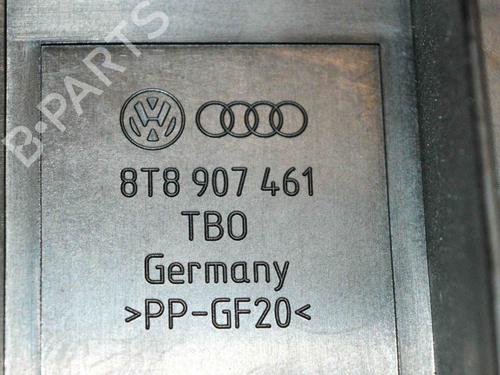 B-PARTS
8T8 907 461
TBO
Germany
>PP-GF20<